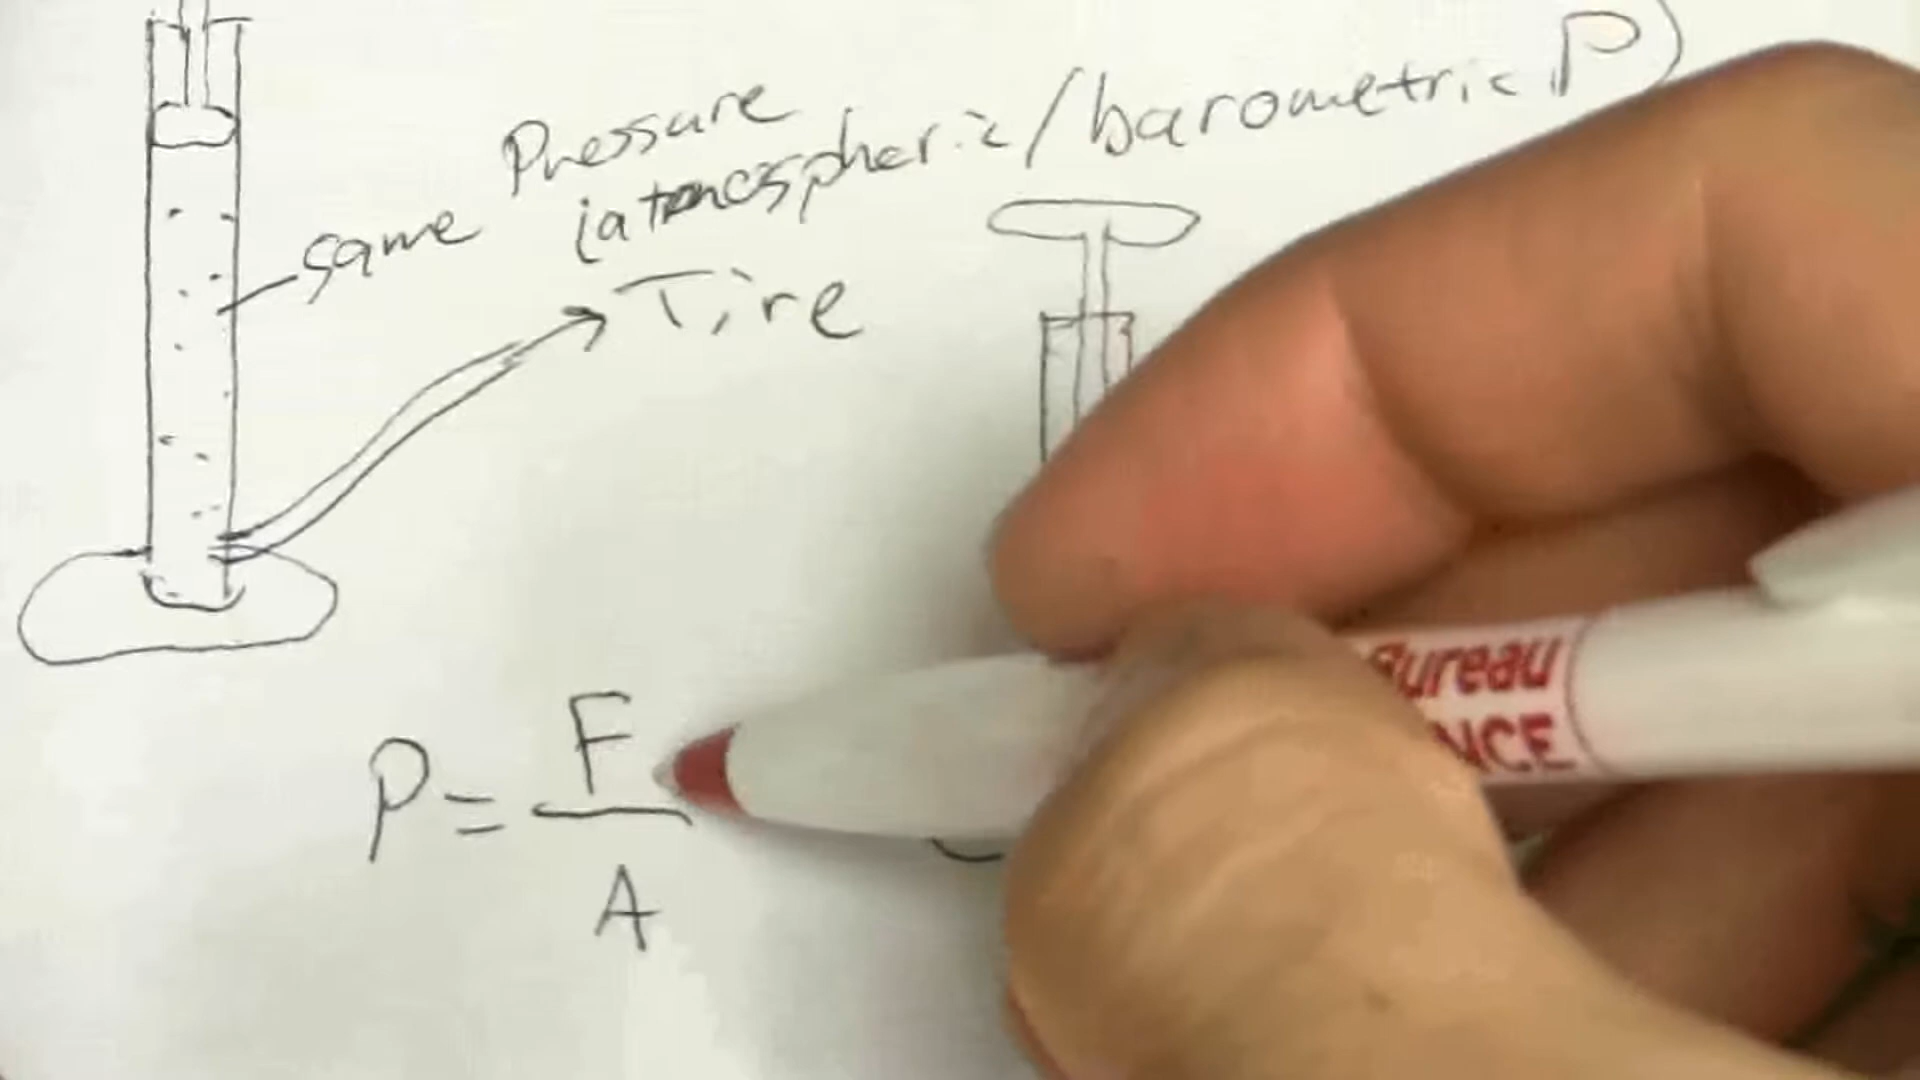 Pressure
same (atmospheric/barometric P)
Tire
P = F
A
Bureau
NCE